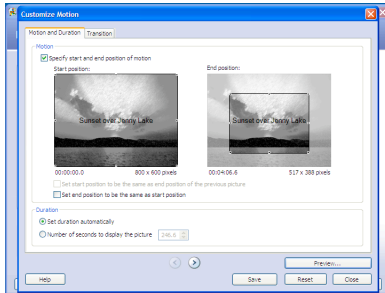 Customize Motion
Motion and Duration Transition
Motion
Specify start and end position of motion
Start position: End position:
Sunset over Jenny Lake Sunset over Jenny Lake
00:00:00.0 800 x 600 pixels 00:04:06.6 517 x 388 pixels
Set start position to be the same as end position of the previous picture
Set end position to be the same as start position
Duration
Set duration automatically
Number of seconds to display the picture 246.6
Preview...
Help Save Reset Close